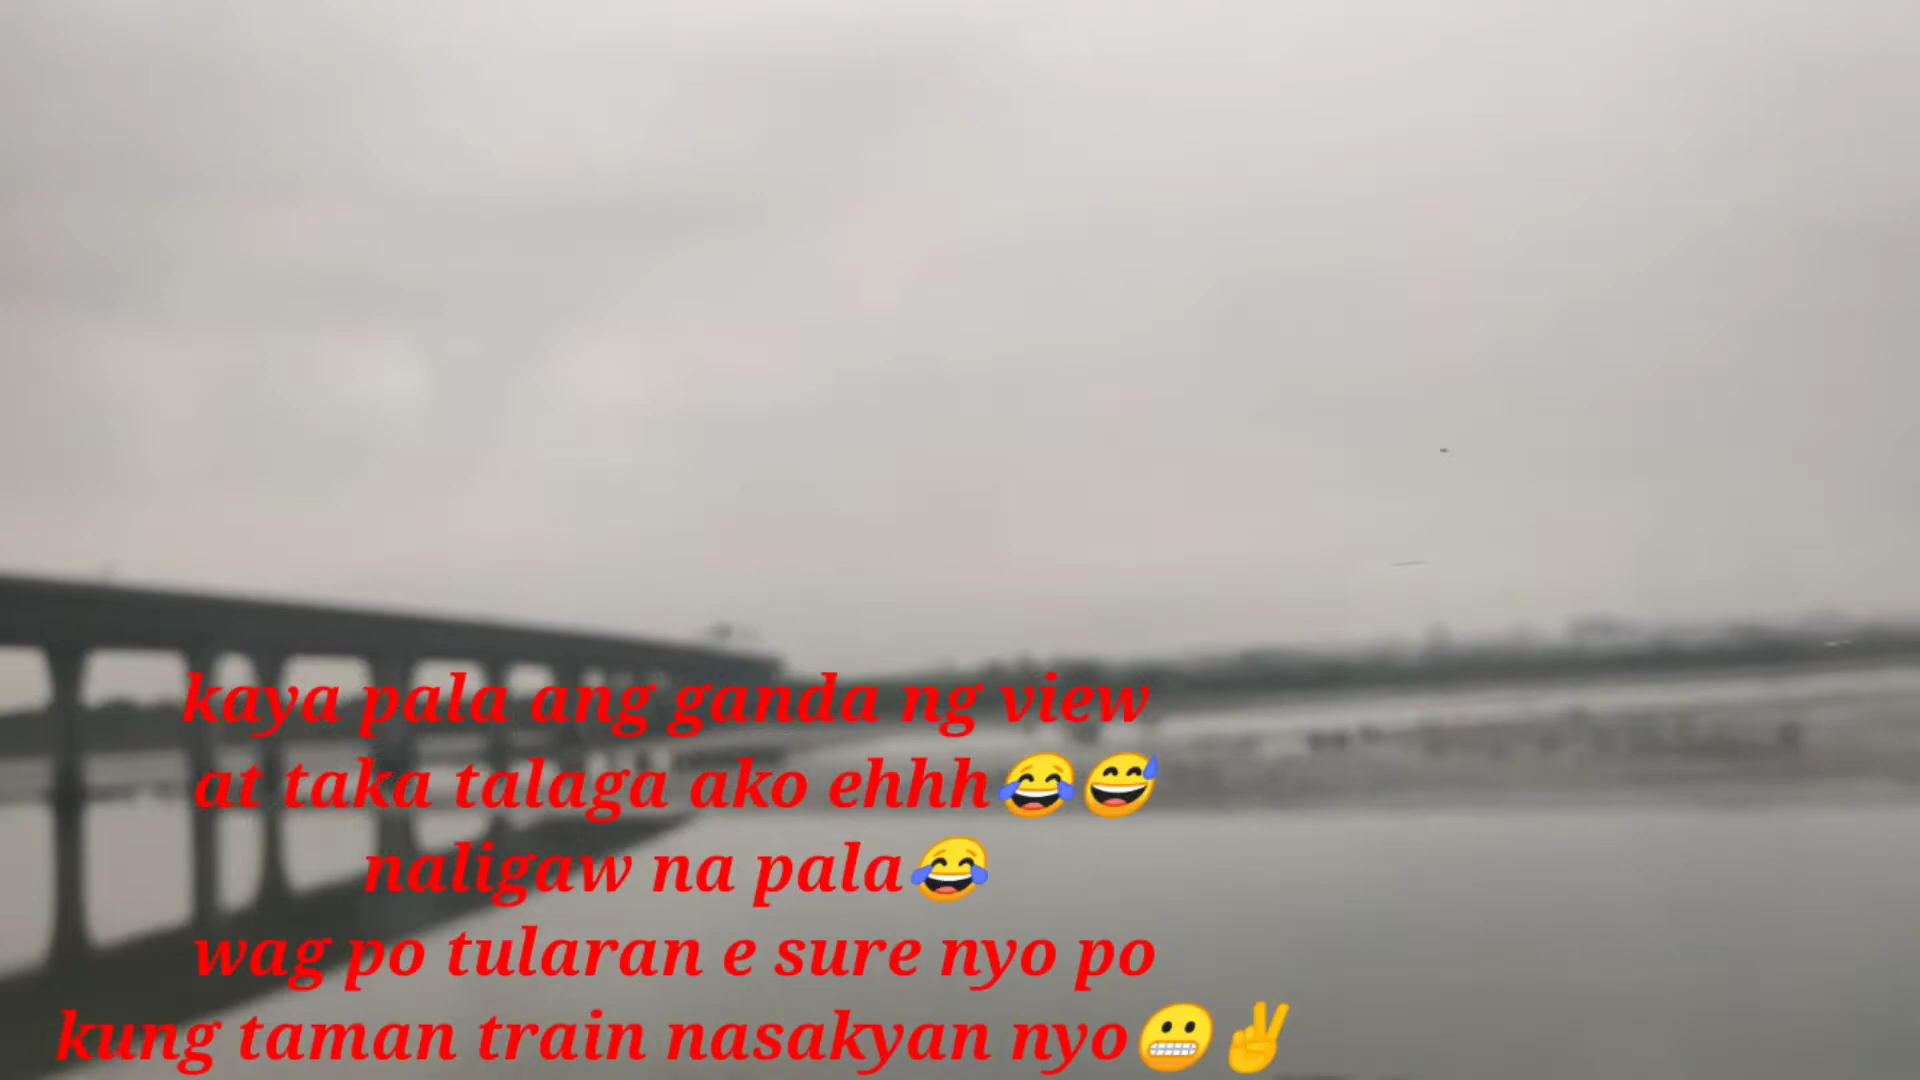 kaya pala ang ganda ng view
at taka talaga ako ehhh😂😅
naligaw na pala😂
wag po tularan e sure nyo po
kung taman train nasakyan nyo😬✌